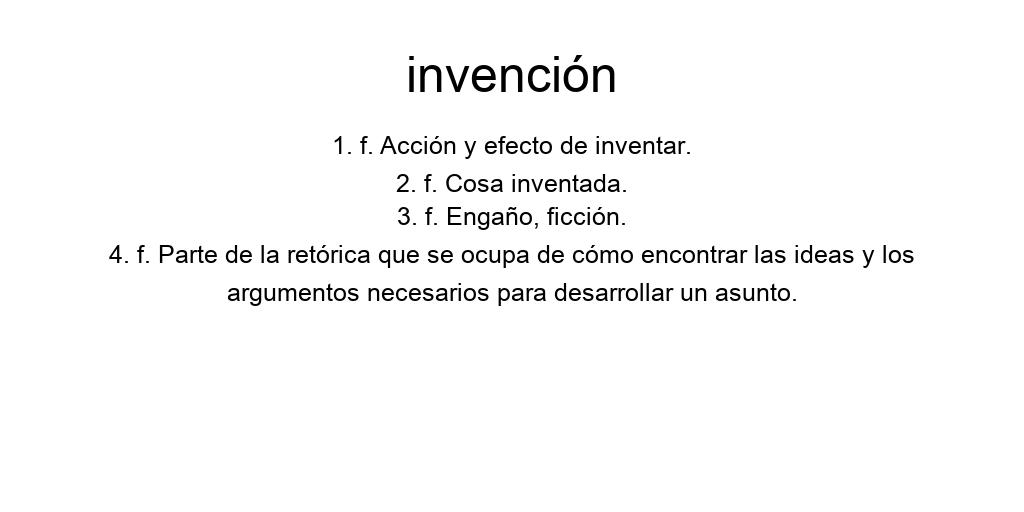 invención
1. f. Acción y efecto de inventar.
2. f. Cosa inventada.
3. f. Engaño, ficción.
4. f. Parte de la retórica que se ocupa de cómo encontrar las ideas y los
argumentos necesarios para desarrollar un asunto.